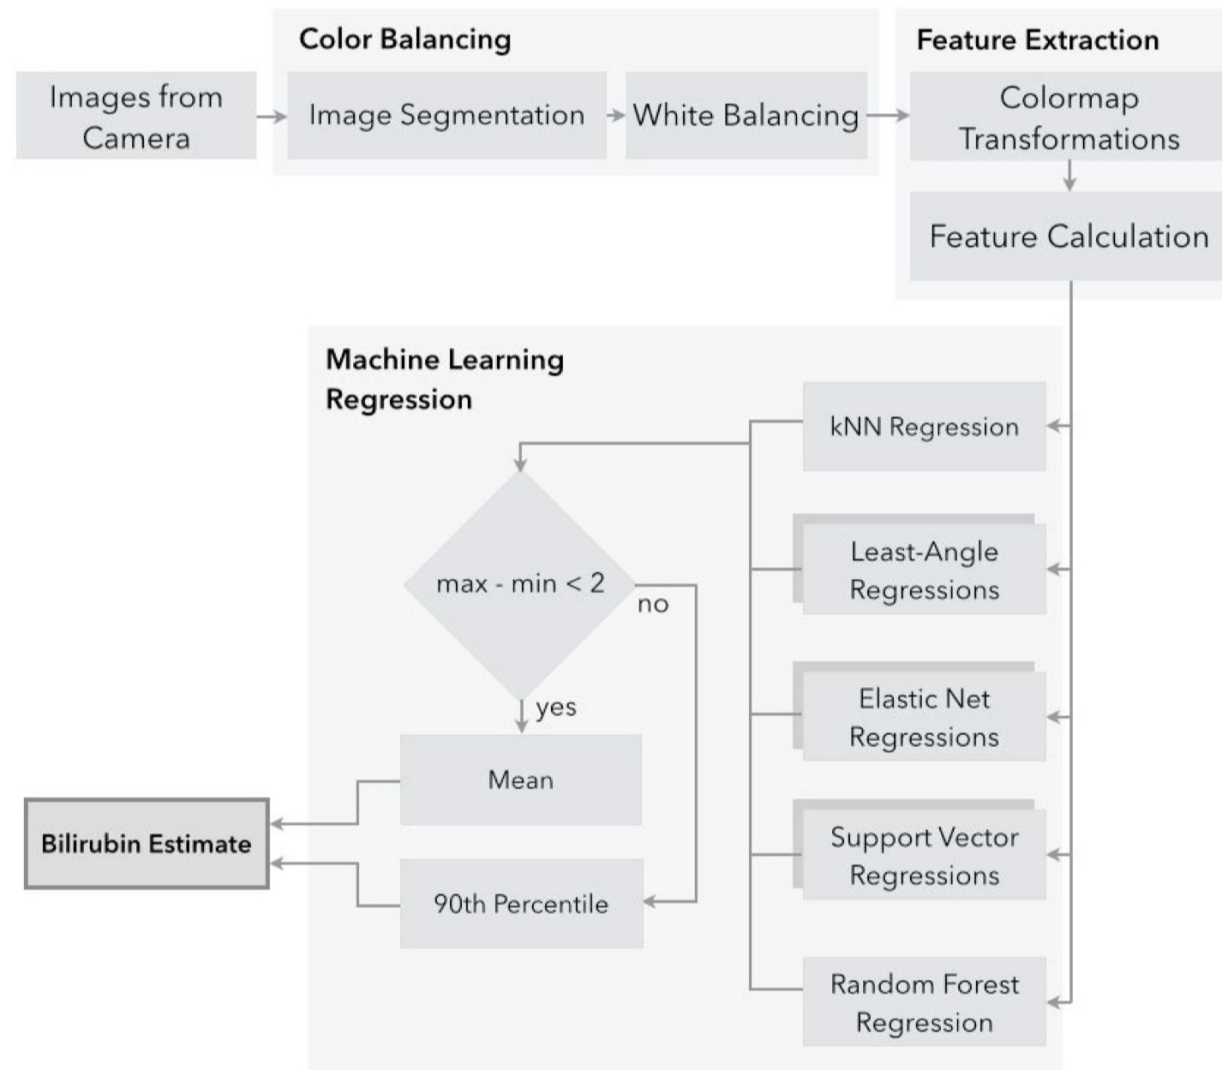 Color Balancing
Feature Extraction
Images from
Camera
Image Segmentation
White Balancing
Colormap
Transformations
Feature Calculation
Machine Learning
Regression
kNN Regression
Least-Angle
Regressions
Elastic Net
Regressions
Support Vector
Regressions
Random Forest
Regression
max - min < 2
no
yes
Mean
90th Percentile
Bilirubin Estimate